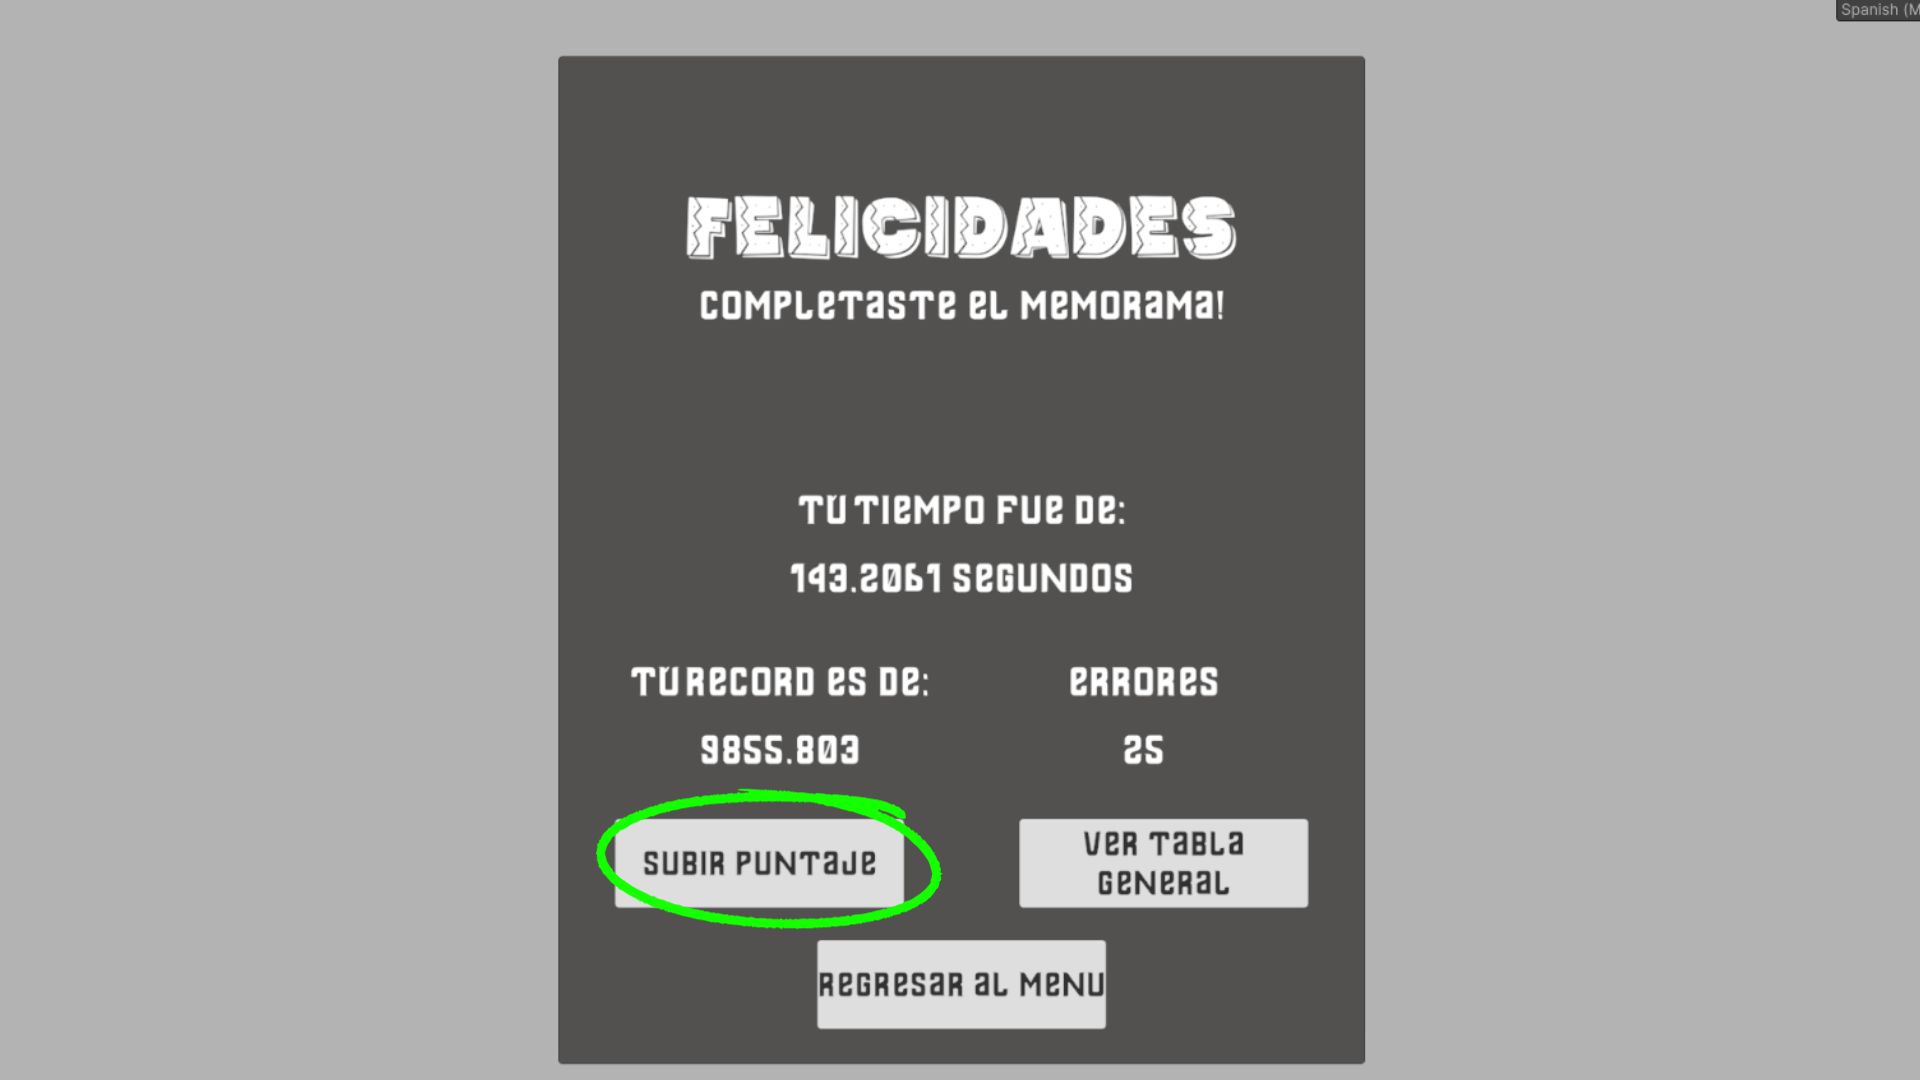 Spanish (M
FELICIDADES
COMPLETASTE EL MEMORAMA!
TU TIEMPO FUE DE:
143.2061 SEGUNDOS
TU RECORD ES DE:
ERRORES
9855.803
25
SUBIR PUNTAJE
VER TABLA
GENERAL
REGRESAR AL MENU